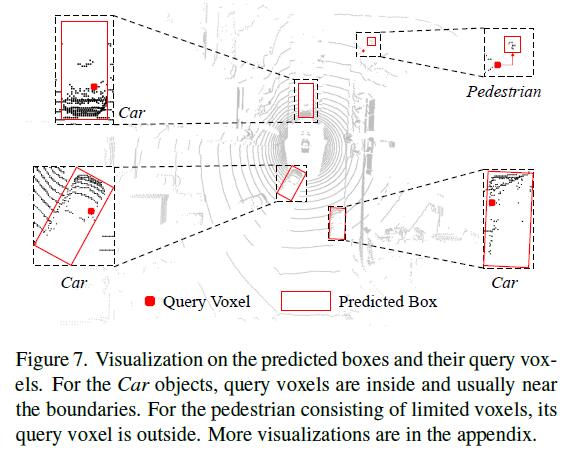 Car
Pedestrian
Car
Car
Query Voxel
Predicted Box
Figure 7. Visualization on the predicted boxes and their query vox-
els. For the Car objects, query voxels are inside and usually near
the boundaries. For the pedestrian consisting of limited voxels, its
query voxel is outside. More visualizations are in the appendix.